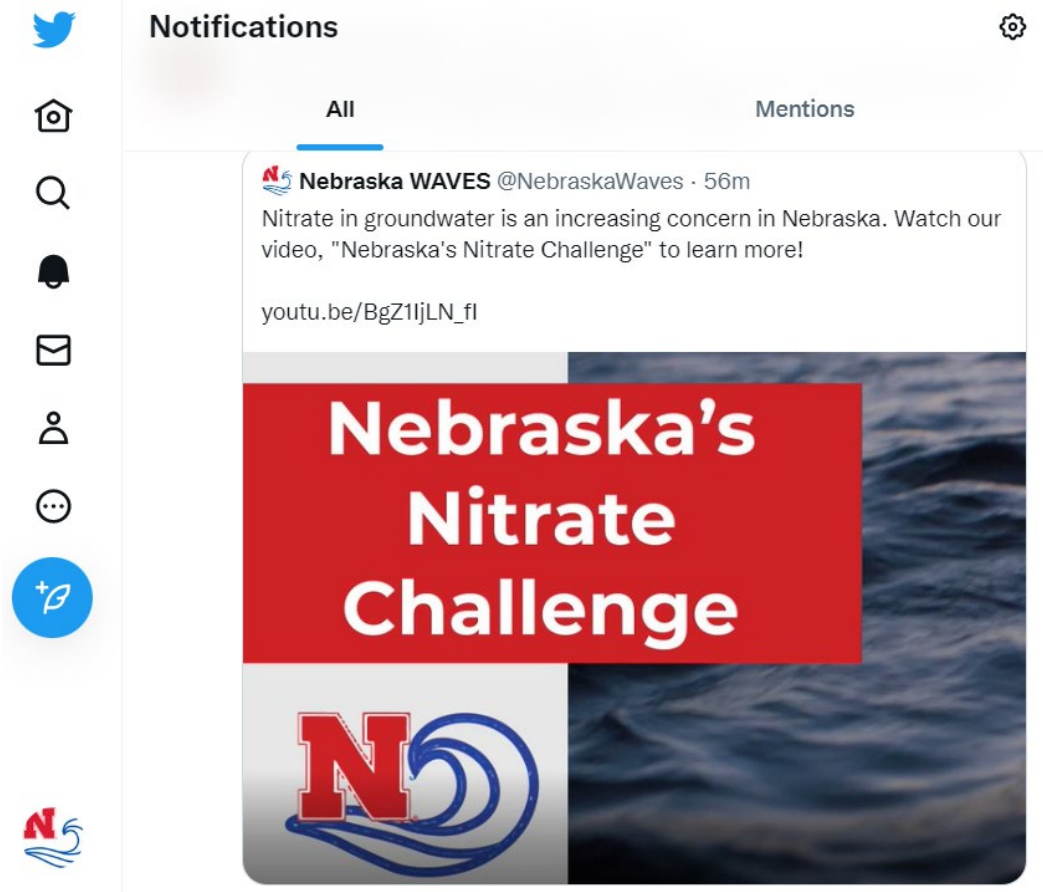 Notifications
All
Mentions
Nebraska WAVES @NebraskaWaves · 56m
Nitrate in groundwater is an increasing concern in Nebraska. Watch our
video, "Nebraska's Nitrate Challenge" to learn more!
youtu.be/BgZ1IjLN_fI
Nebraska’s
Nitrate
Challenge
N
N